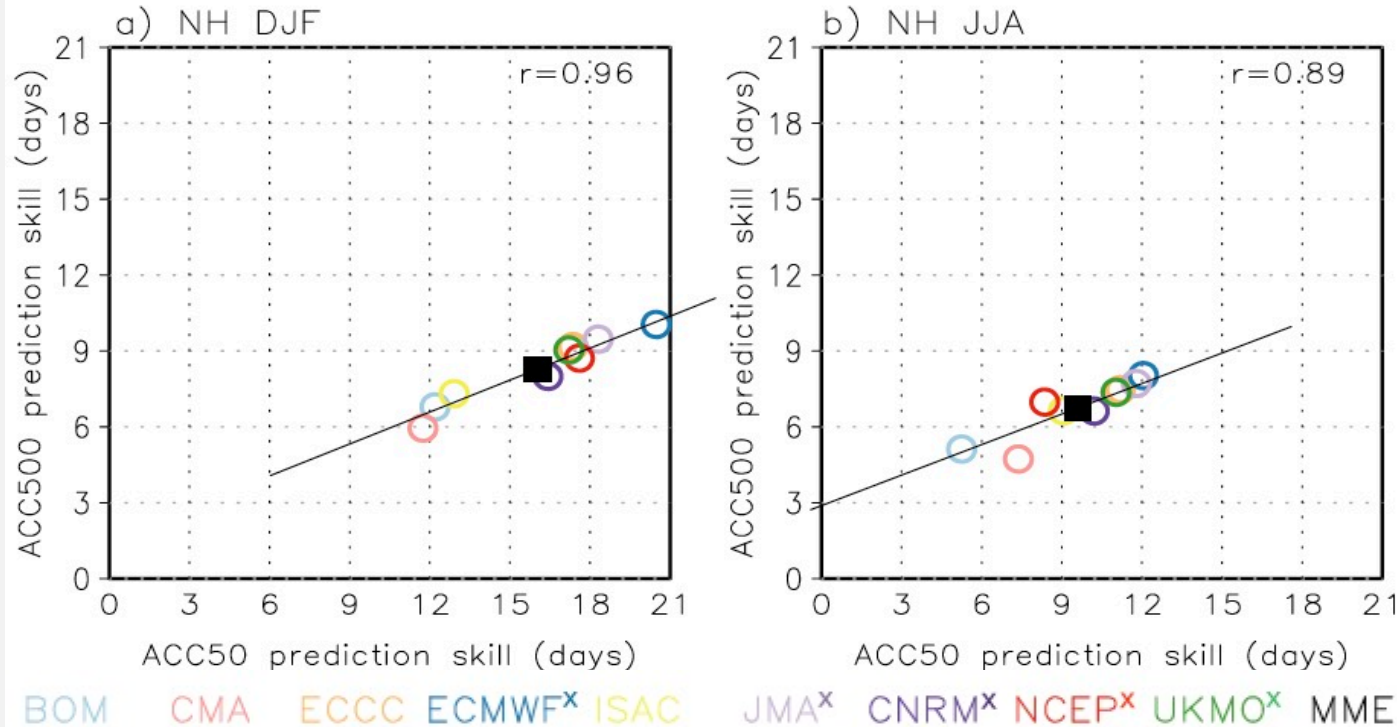 a) NH DJF
r=0.96
ACC500 prediction skill (days)
21
18
15
12
9
6
3
0
0 3 6 9 12 15 18 21
ACC50 prediction skill (days)
b) NH JJA
r=0.89
ACC500 prediction skill (days)
21
18
15
12
9
6
3
0
0 3 6 9 12 15 18 21
ACC50 prediction skill (days)
BOM CMA ECCC ECMWFˣ ISAC JMAˣ CNRMˣ NCEPˣ UKMOˣ MME